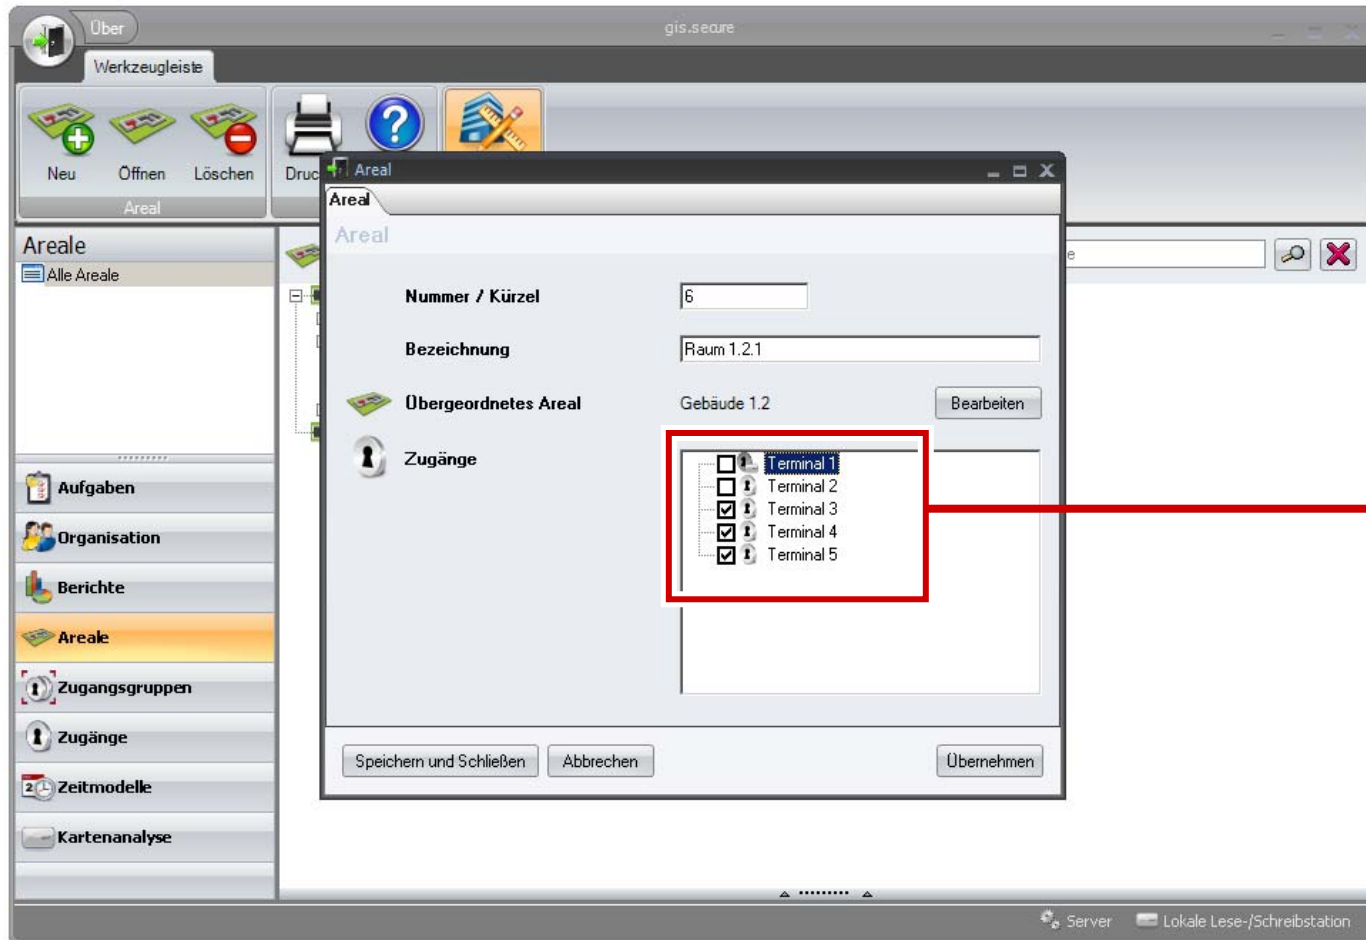 Über
gis.secure
Werkzeugleiste
Neu
Öffnen
Löschen
Druc
Areal
Areale
Alle Areale
Aufgaben
Organisation
Berichte
Areale
Zugangsgruppen
Zugänge
Zeitmodelle
Kartenanalyse
Areal
Areal
Areal
Nummer / Kürzel
6
Bezeichnung
Raum 1.2.1
Übergeordnetes Areal
Gebäude 1.2
Bearbeiten
Zugänge
Terminal 1
Terminal 2
Terminal 3
Terminal 4
Terminal 5
Speichern und Schließen
Abbrechen
Übernehmen
Server
Lokale Lese-/Schreibstation